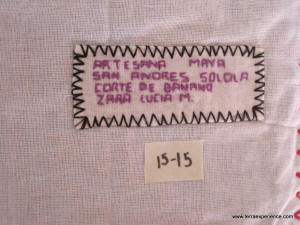 ARTESANA MAYA
SAN ANDRES SOLOLA
CORTE DE BANANO
ZARA LUCIA M.
15-15
www.terraexperience.com